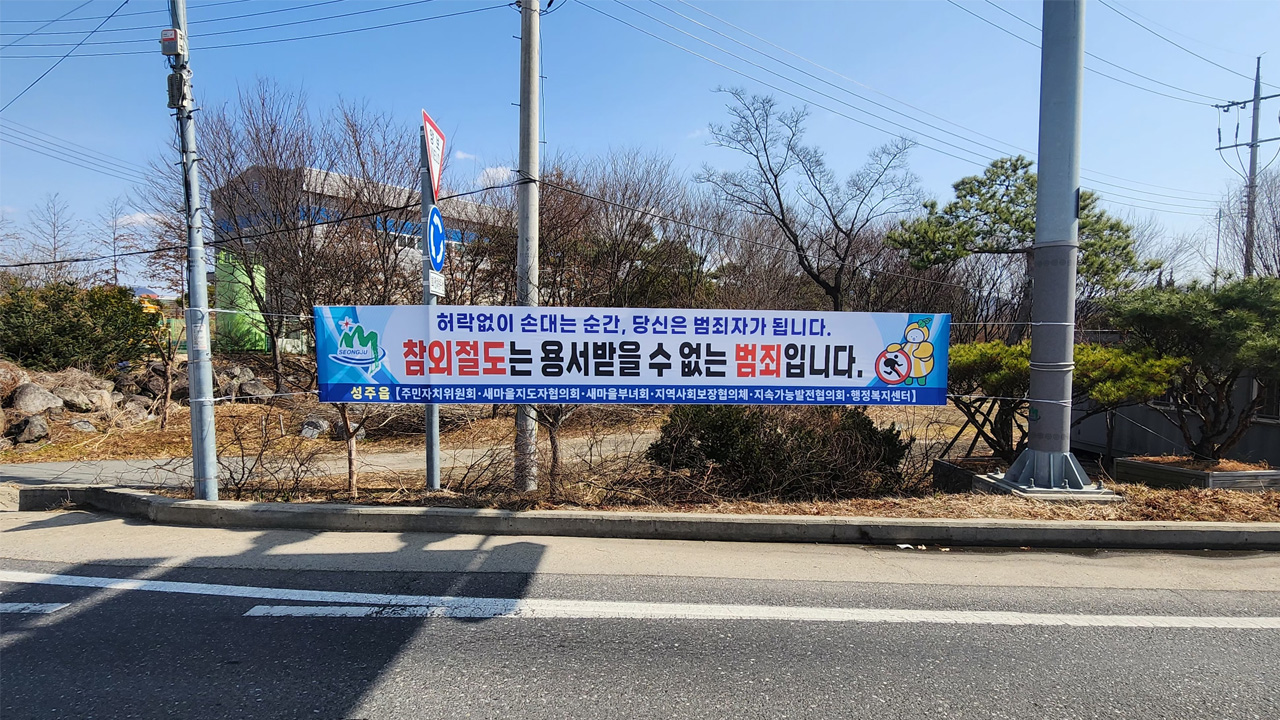 허락없이 손대는 순간, 당신은 범죄자가 됩니다.
SEONGJU
참외절도는 용서받을 수 없는 범죄입니다.
성주읍 【주민자치위원회·새마을지도자협의회·새마을부녀회·지역사회보장협의체·지속가능발전협의회·행정복지센터】